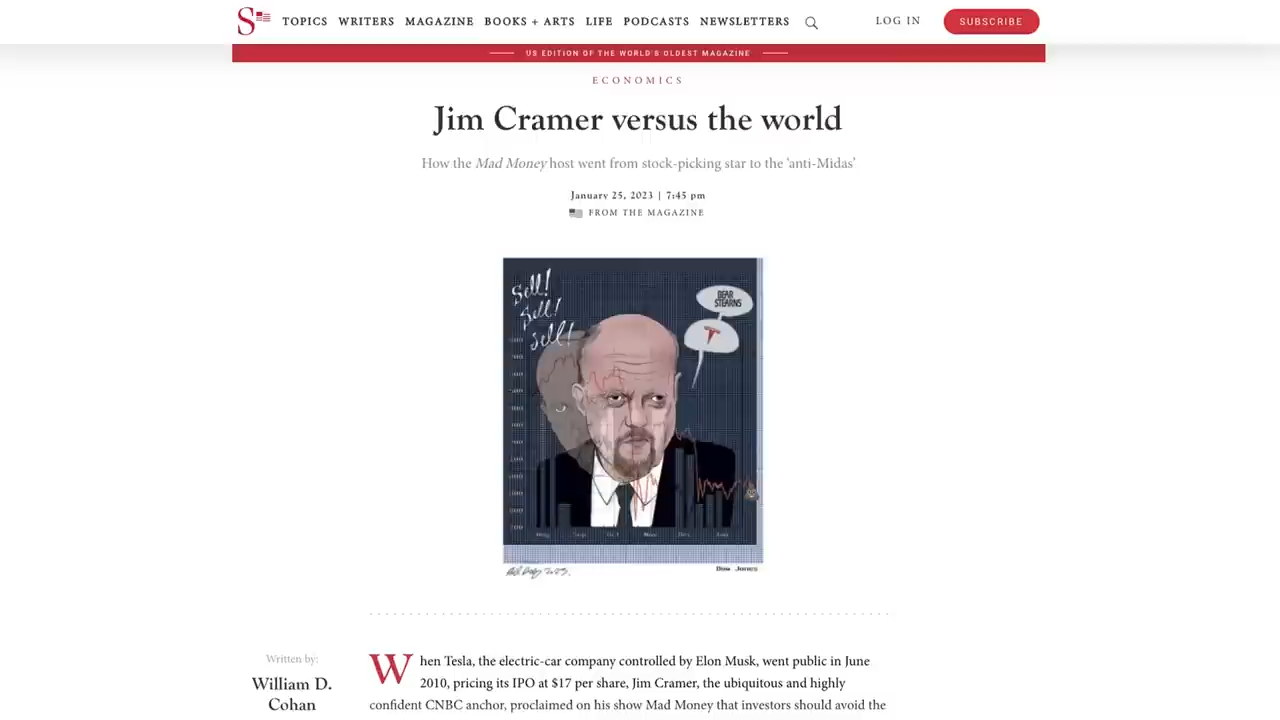 S
TOPICS WRITERS MAGAZINE BOOKS + ARTS LIFE PODCASTS NEWSLETTERS LOG IN SUBSCRIBE
US EDITION OF THE WORLD'S OLDEST MAGAZINE
ECONOMICS
Jim Cramer versus the world
How the Mad Money host went from stock-picking star to the ‘anti-Midas’
January 25, 2023 | 7:45 pm
FROM THE MAGAZINE
Sell!
Sell!
Sell!
BEAR
STEARNS
Dow Jones
Written by:
William D.
Cohan
When Tesla, the electric-car company controlled by Elon Musk, went public in June
2010, pricing its IPO at $17 per share, Jim Cramer, the ubiquitous and highly
confident CNBC anchor, proclaimed on his show Mad Money that investors should avoid the